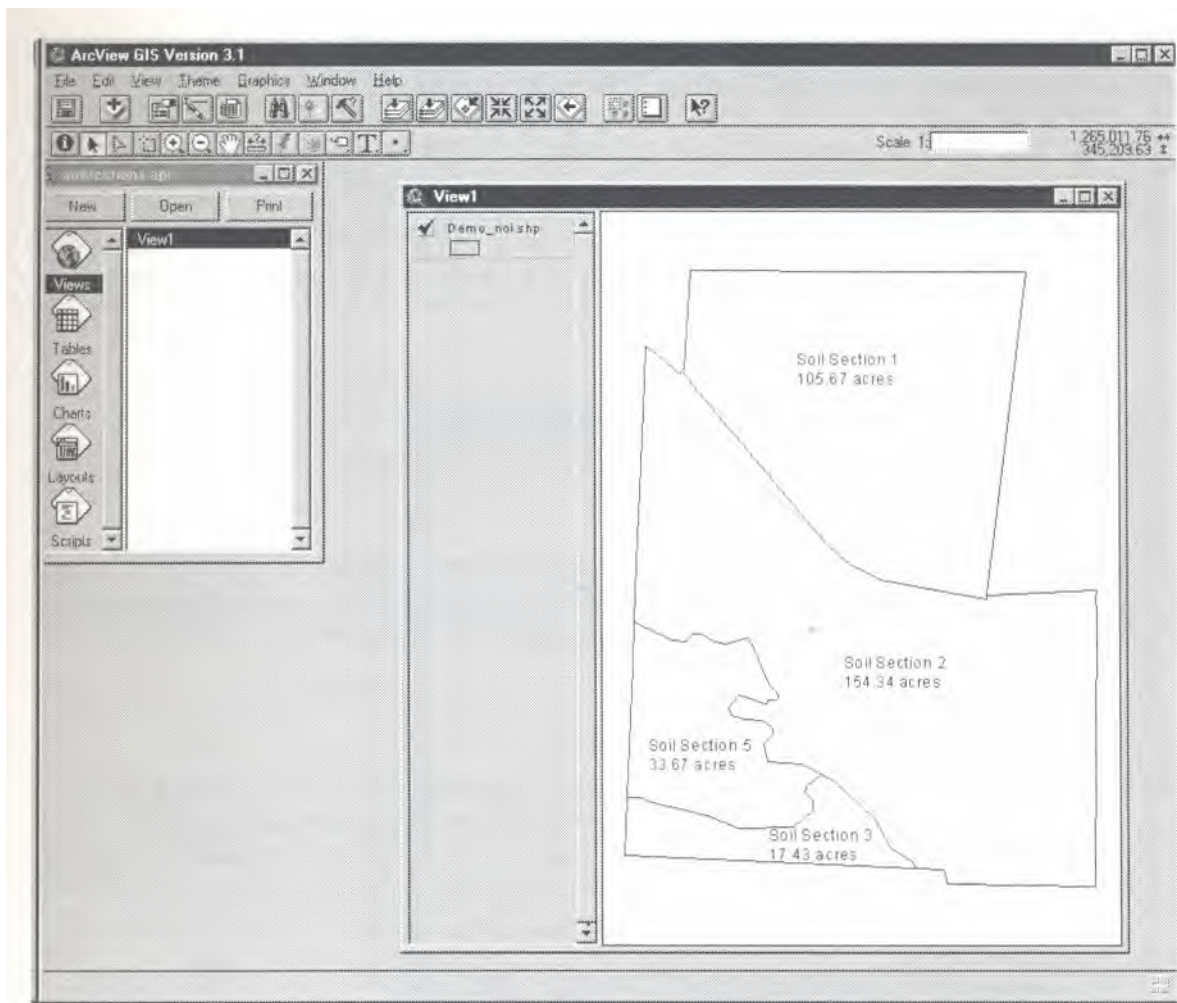 ArcView GIS Version 3.1
File Edit View Theme Graphics Window Help
Scale 1:
1,265,011.76
345,203.63
New Open Print
View1
Views
Tables
Charts
Layouts
Scripts
View1
Demo_noi.shp
Soil Section 1
105.67 acres
Soil Section 2
154.34 acres
Soil Section 5
33.67 acres
Soil Section 3
17.43 acres